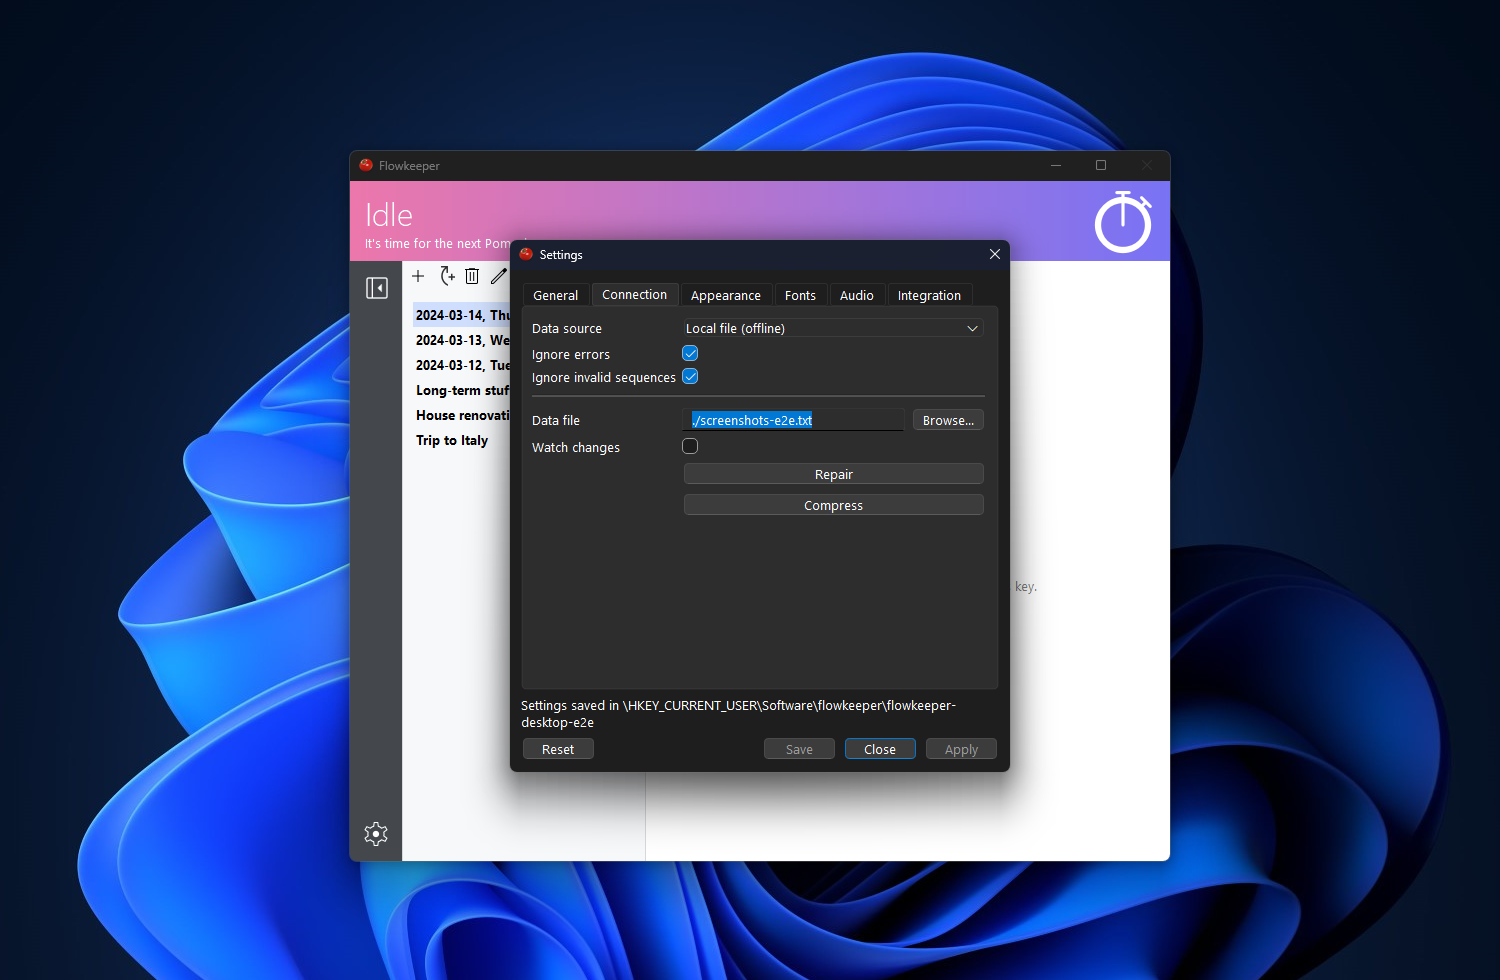 Flowkeeper
Idle
It's time for the next
Settings
General Connection Appearance Fonts Audio Integration
Data source Local file (offline)
Ignore errors
Ignore invalid sequences
Data file ./screenshots-e2e.txt Browse...
Watch changes
Repair
Compress
Settings saved in \HKEY_CURRENT_USER\Software\flowkeeper\flowkeeper-
desktop-e2e
Reset Save Close Apply
2024-03-14, Thu
2024-03-13, We
2024-03-12, Tue
Long-term stuf
House renovati
Trip to Italy
key.